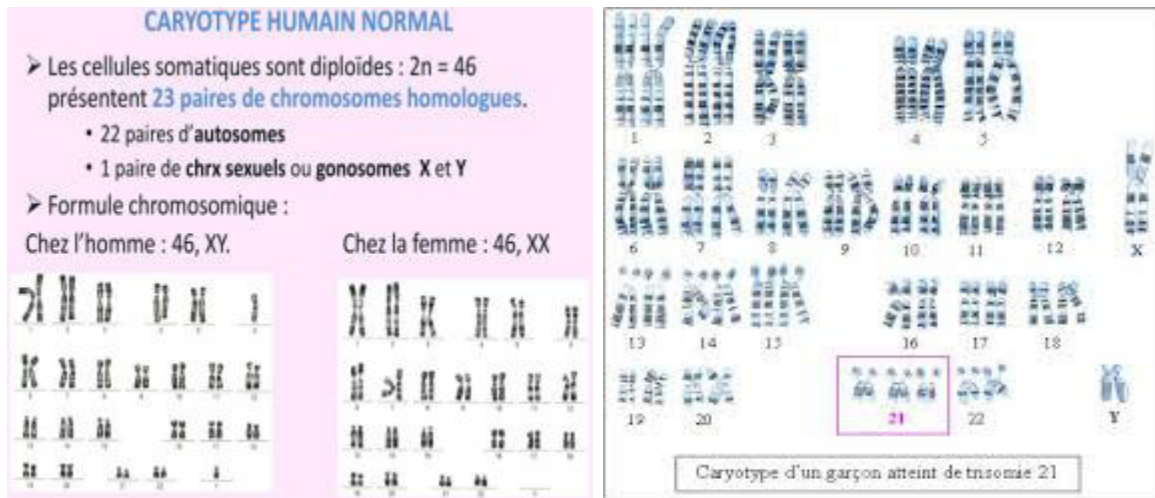 CARYOTYPE HUMAIN NORMAL
➤ Les cellules somatiques sont diploïdes : 2n = 46
présentent 23 paires de chromosomes homologues.
• 22 paires d'autosomes
• 1 paire de chrx sexuels ou gonosomes X et Y
➤ Formule chromosomique :
Chez l'homme : 46, XY.
Chez la femme : 46, XX
1 2 3 4 5
6 7 8 9 10 11 12 X
13 14 15 16 17 18
19 20 21 22 Y
Caryotype d'un garçon atteint de trisomie 21